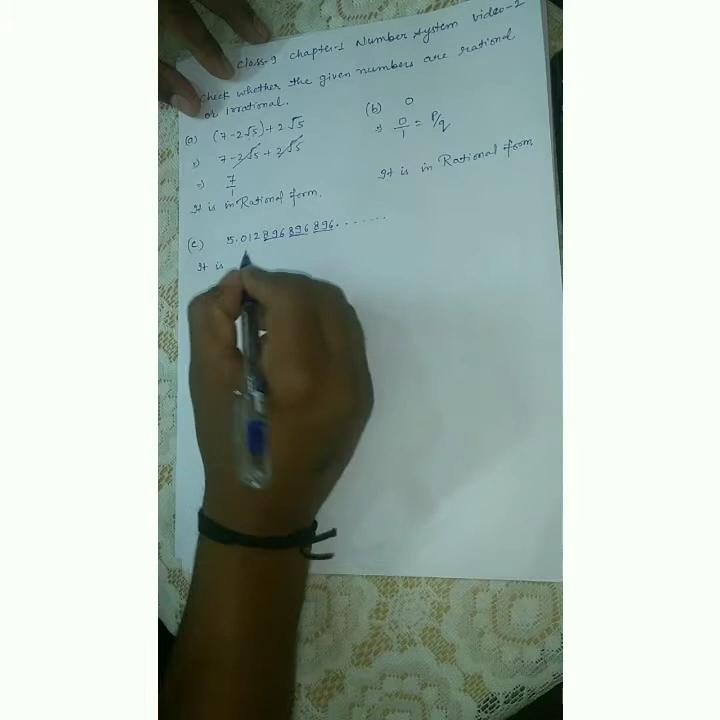 Class-9 Chapter-1 Number System video-2
Check whether the given numbers are rational
or Irrational.
(a) (7-2√5)+2√5
⇒ 7-2√5+2√5
⇒ 7/1
It is in Rational form.
(b) 0
⇒ 0/1 = P/q
It is in Rational form
(c) 5.012896896896.......
It is